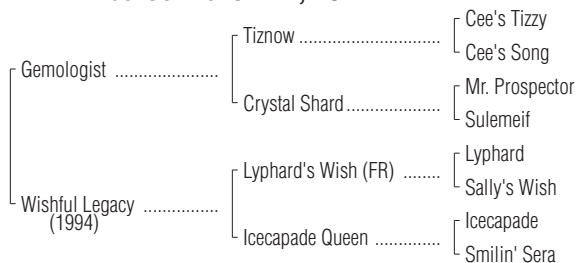 Cee's Tizzy
Tiznow
Cee's Song
Gemologist
Mr. Prospector
Crystal Shard
Sulemeif
Lyphard
Lyphard's Wish (FR)
Sally's Wish
Wishful Legacy
(1994)
Icecapade
Icecapade Queen
Smilin' Sera